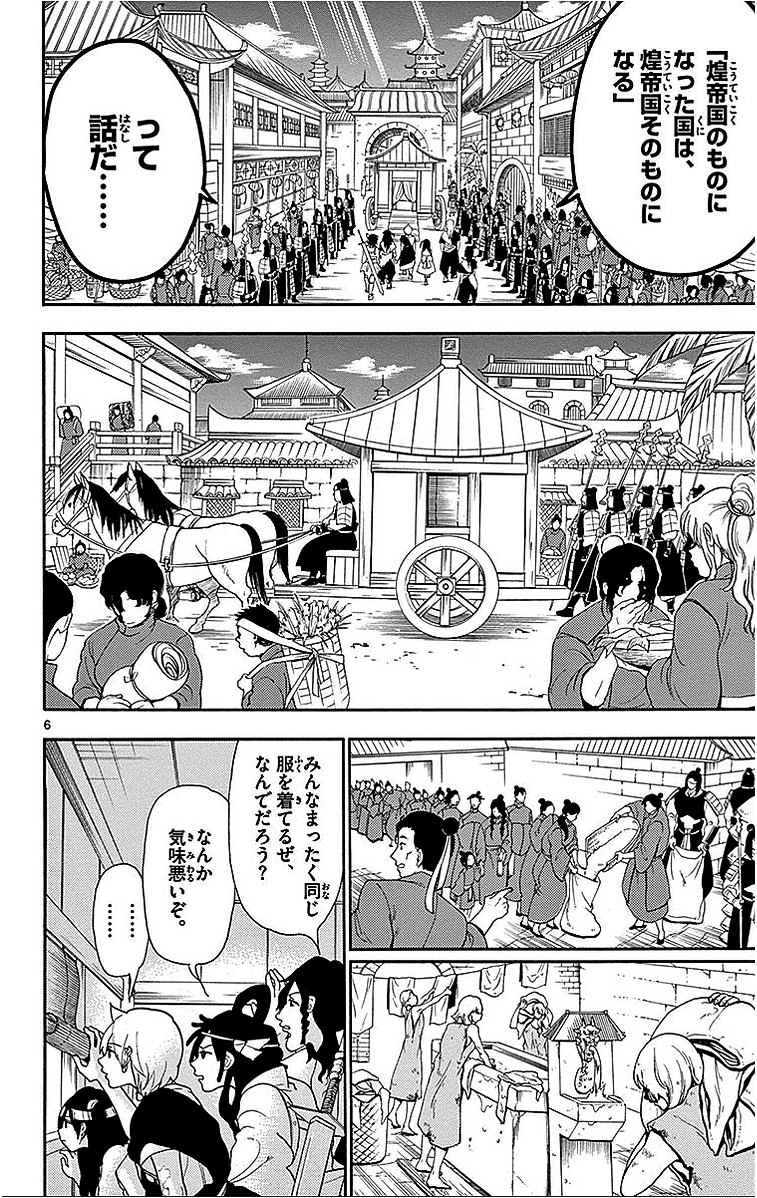 「煌帝国のものに
なった国は、
煌帝国そのものに
なる」
って
話だ……
6
みんなまったく同じ
服を着てるぜ、
なんでだろう？
なんか
気味悪いぞ。
……
……